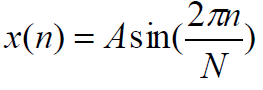 x(n) = A sin(2πn/N)